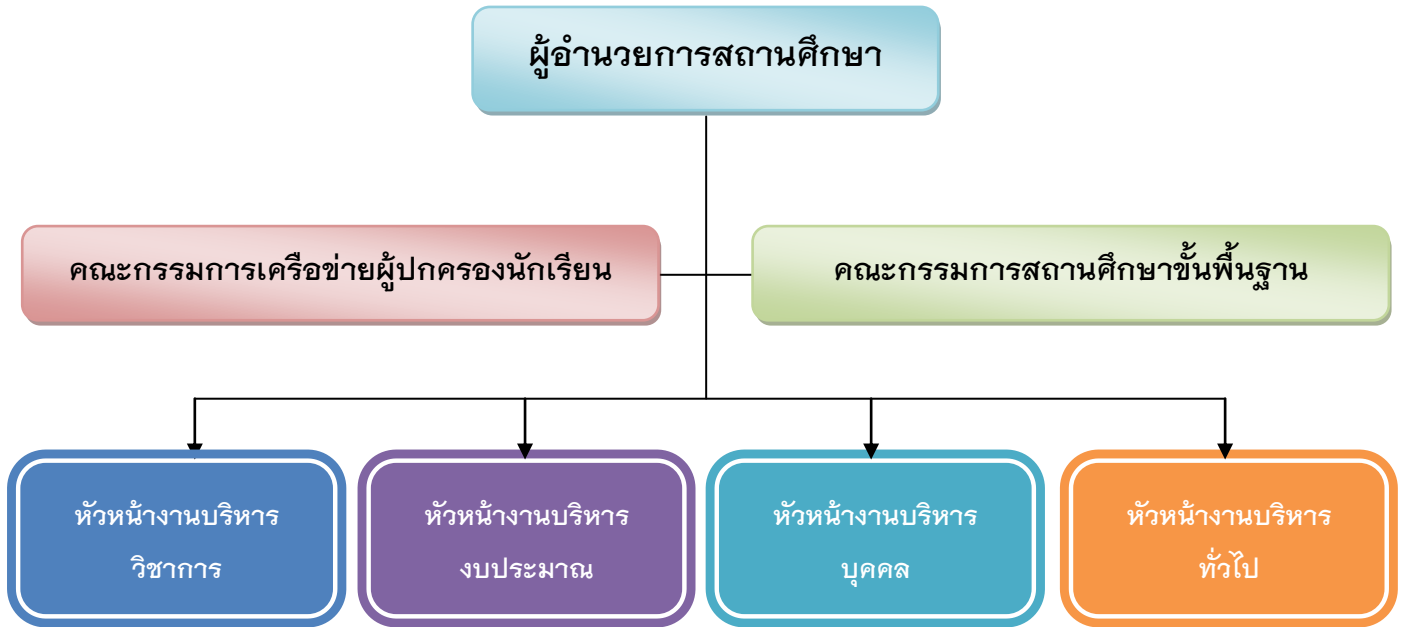 ผู้อำนวยการสถานศึกษา
คณะกรรมการเครือข่ายผู้ปกครองนักเรียน
คณะกรรมการสถานศึกษาขั้นพื้นฐาน
หัวหน้างานบริหาร
วิชาการ
หัวหน้างานบริหาร
งบประมาณ
หัวหน้างานบริหาร
บุคคล
หัวหน้างานบริหาร
ทั่วไป